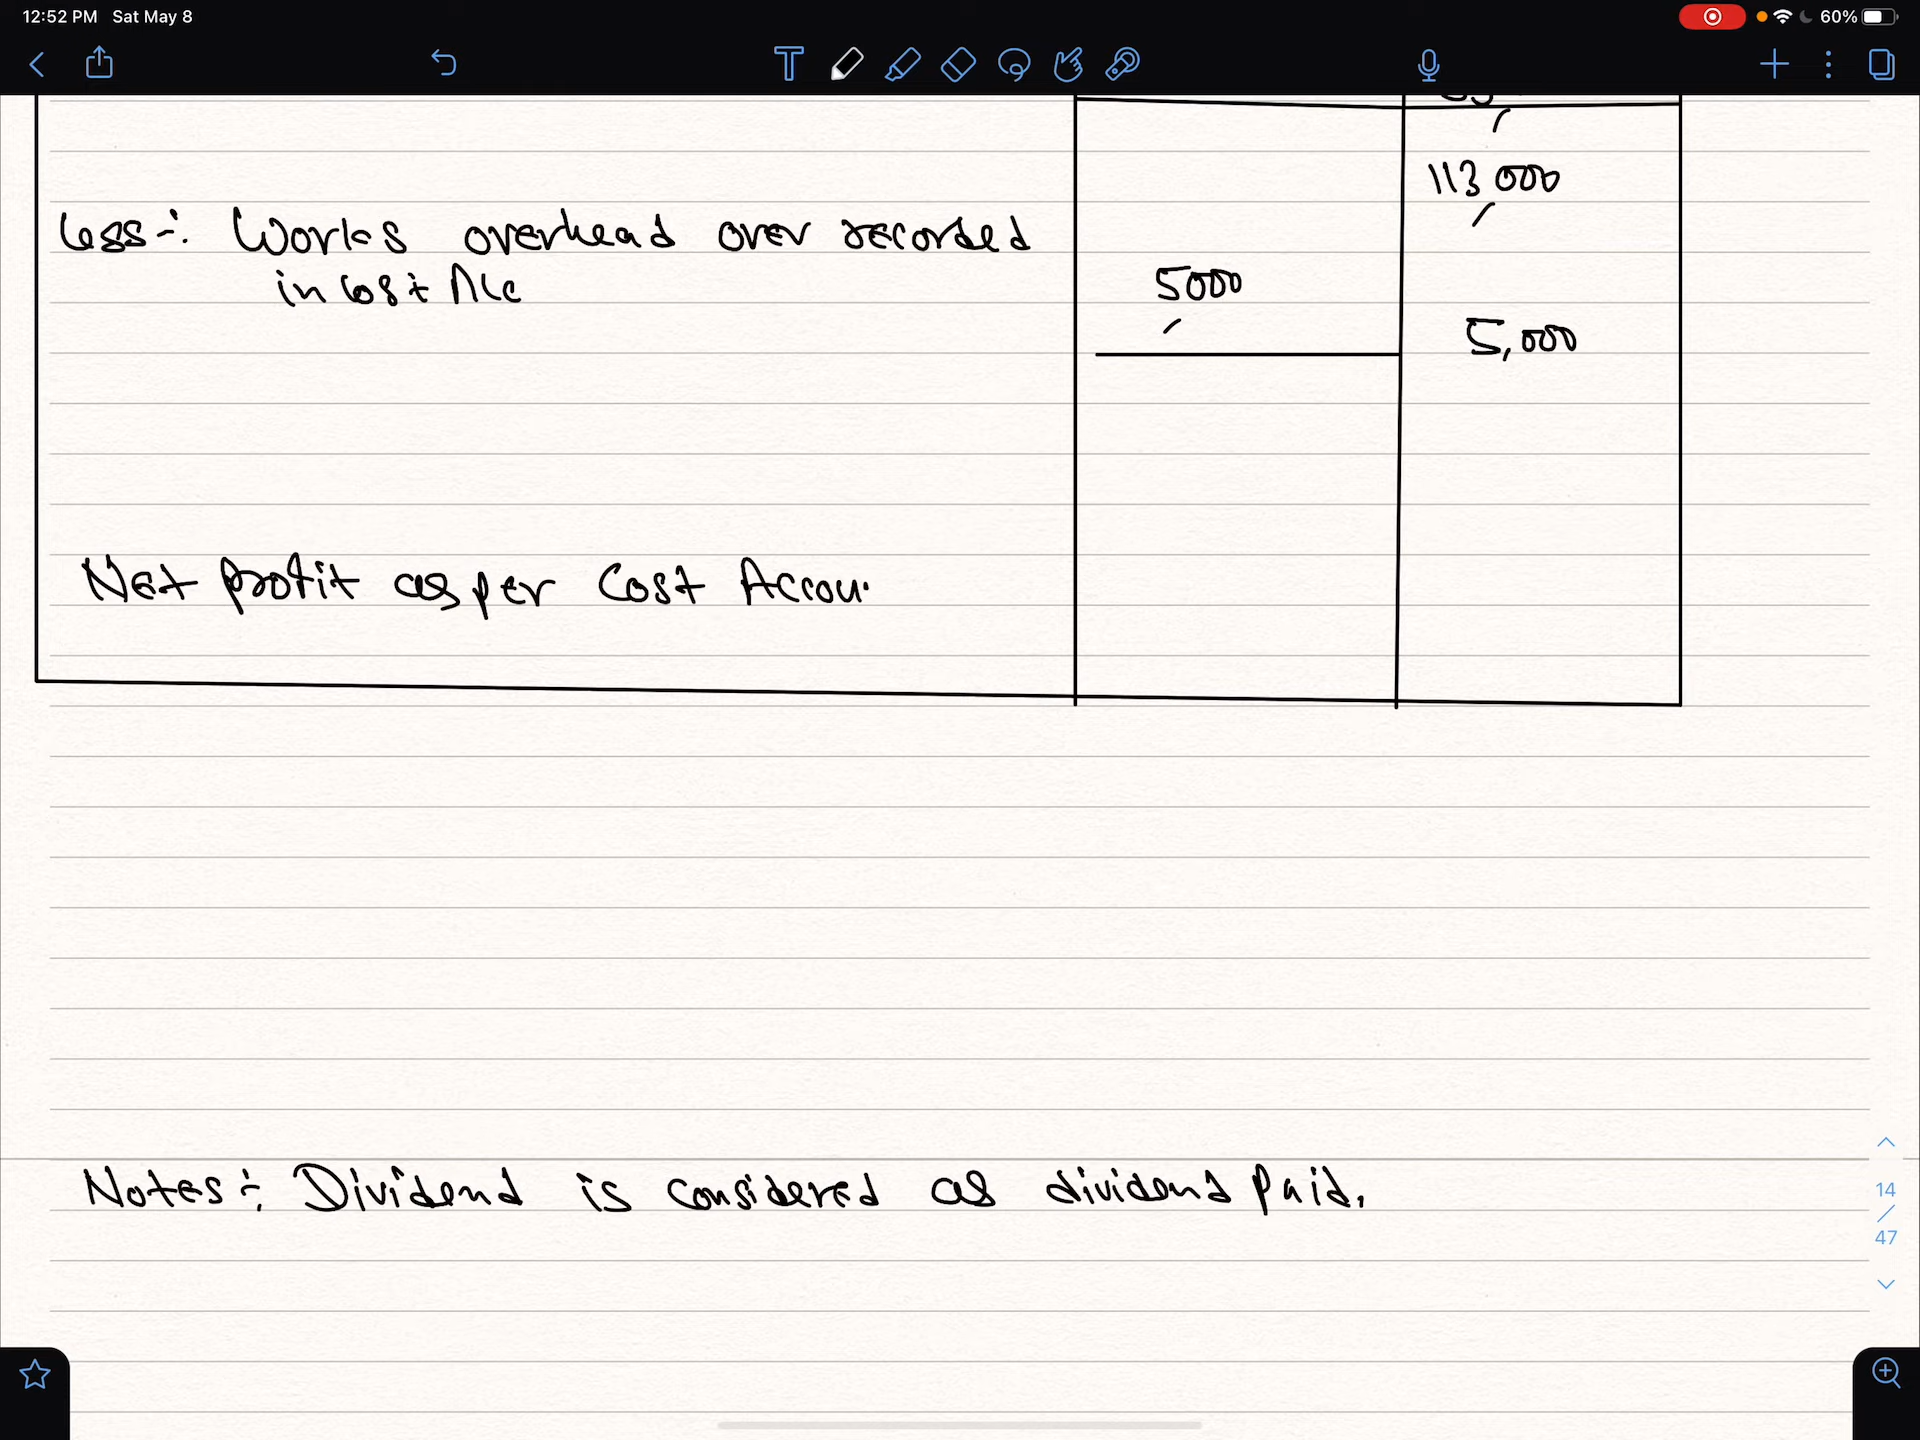 12:52 PM Sat May 8
60%
T
113,000
Less:- Works overhead over recorded
in cost A/c
5000
5,000
Net profit as per Cost Accou
Notes:- Dividend is considered as dividend paid.
14
/
47